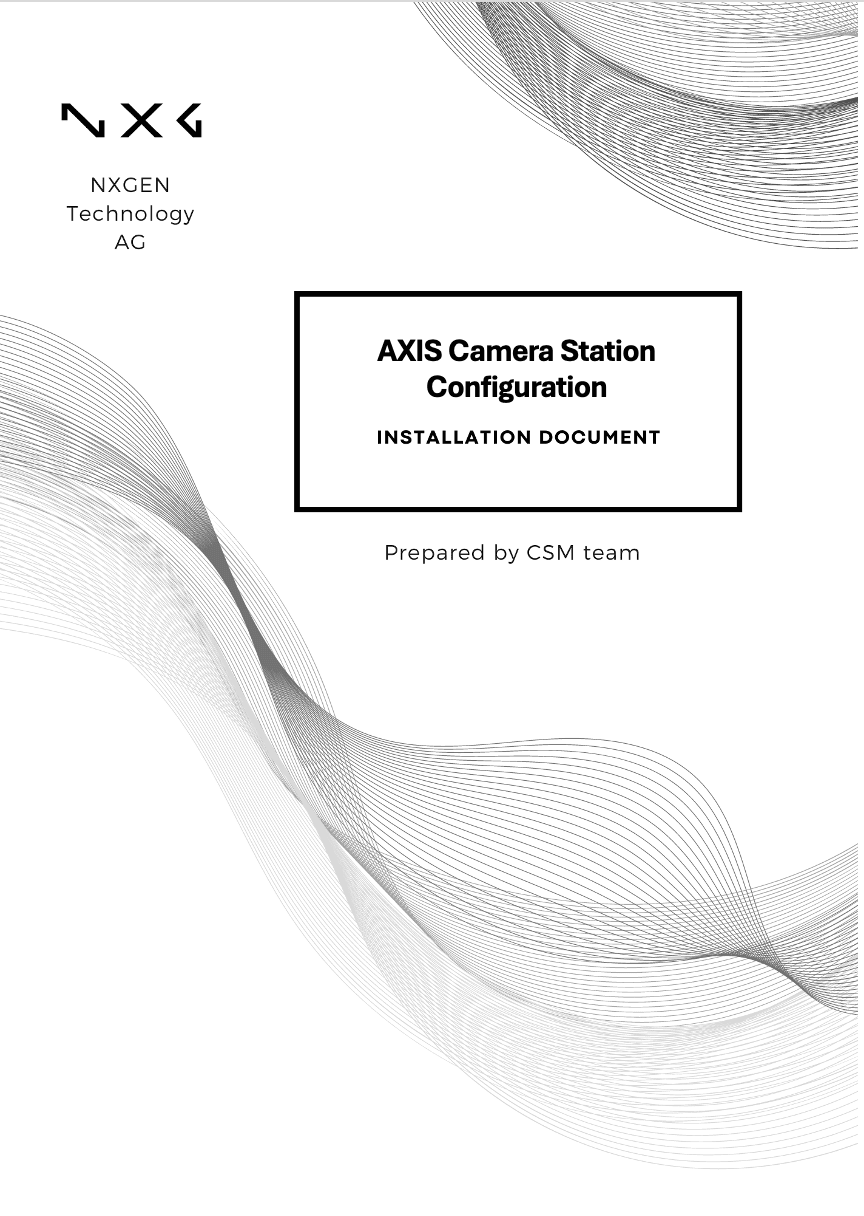 NXG
NXGEN
Technology
AG
AXIS Camera Station
Configuration
INSTALLATION DOCUMENT
Prepared by CSM team